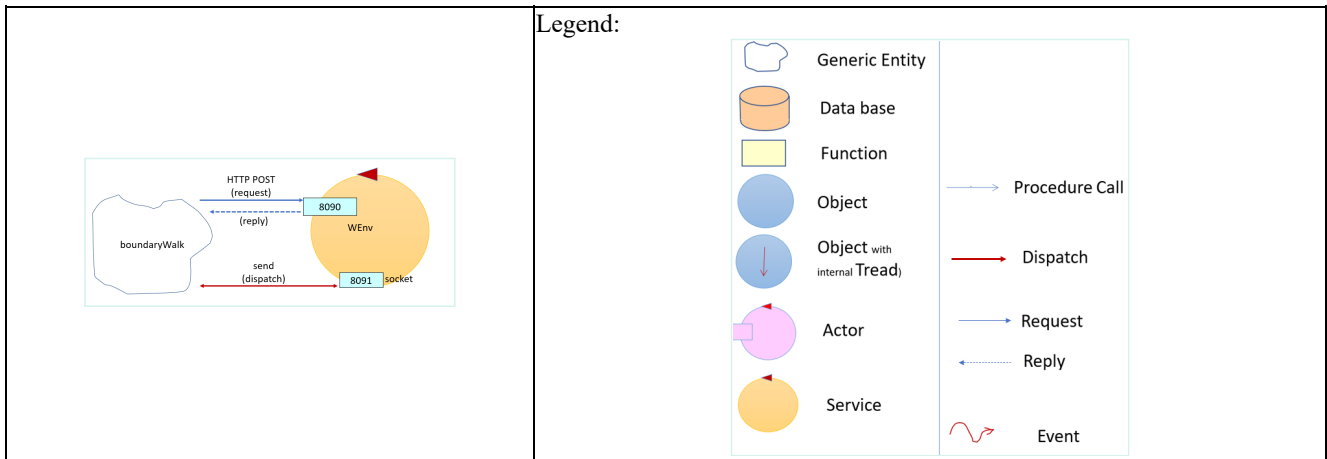 HTTP POST
(request)
8090
(reply)
WEnv
boundaryWalk
send
(dispatch)
8091
socket
Legend:
Generic Entity
Data base
Function
Object
Object with
internal Tread)
Actor
Service
Procedure Call
Dispatch
Request
Reply
Event